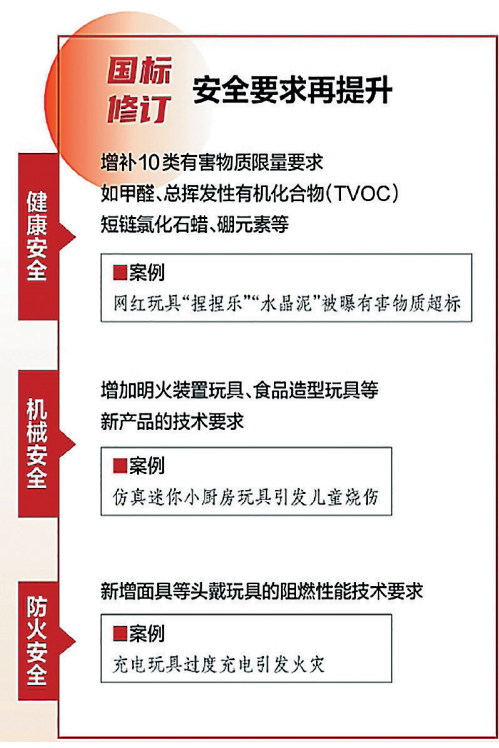 国标
修订
安全要求再提升
健康安全
增补10类有害物质限量要求
如甲醛、总挥发性有机化合物(TVOC)
短链氯化石蜡、硼元素等
■案例
网红玩具“捏捏乐”“水晶泥”被曝有害物质超标
机械安全
增加明火装置玩具、食品造型玩具等
新产品的技术要求
■案例
仿真迷你小厨房玩具引发儿童烧伤
防火安全
新增面具等头戴玩具的阻燃性能技术要求
■案例
充电玩具过度充电引发火灾